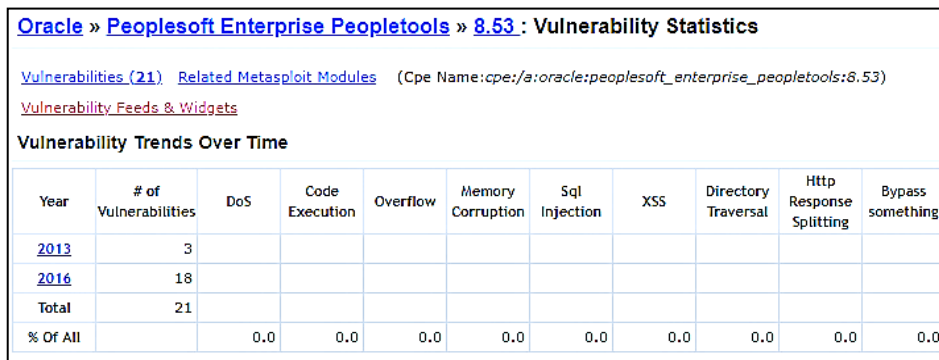 Oracle » Peoplesoft Enterprise Peopletools » 8.53 : Vulnerability Statistics
Vulnerabilities (21) Related Metasploit Modules (Cpe Name:cpe:/a:oracle:peoplesoft_enterprise_peopletools:8.53)
Vulnerability Feeds & Widgets
Vulnerability Trends Over Time
Year # of Vulnerabilities DoS Code Execution Overflow Memory Corruption Sql Injection XSS Directory Traversal Http Response Splitting Bypass something
2013 3
2016 18
Total 21
% Of All 0.0 0.0 0.0 0.0 0.0 0.0 0.0 0.0 0.0